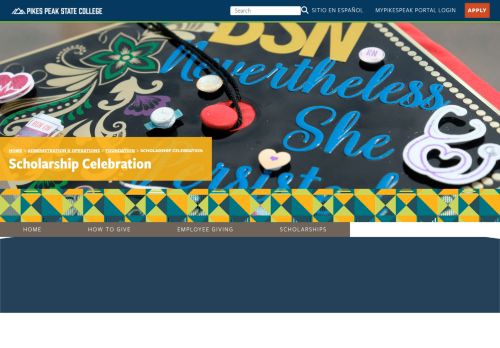 PIKES PEAK STATE COLLEGE
Search
SITIO EN ESPAÑOL
MYPIKESPEAK PORTAL LOGIN
APPLY
BSN
Nevertheless
She
HOME > ADMINISTRATION & OPERATIONS > FOUNDATION > SCHOLARSHIP CELEBRATION
Scholarship Celebration
HOME
HOW TO GIVE
EMPLOYEE GIVING
SCHOLARSHIPS